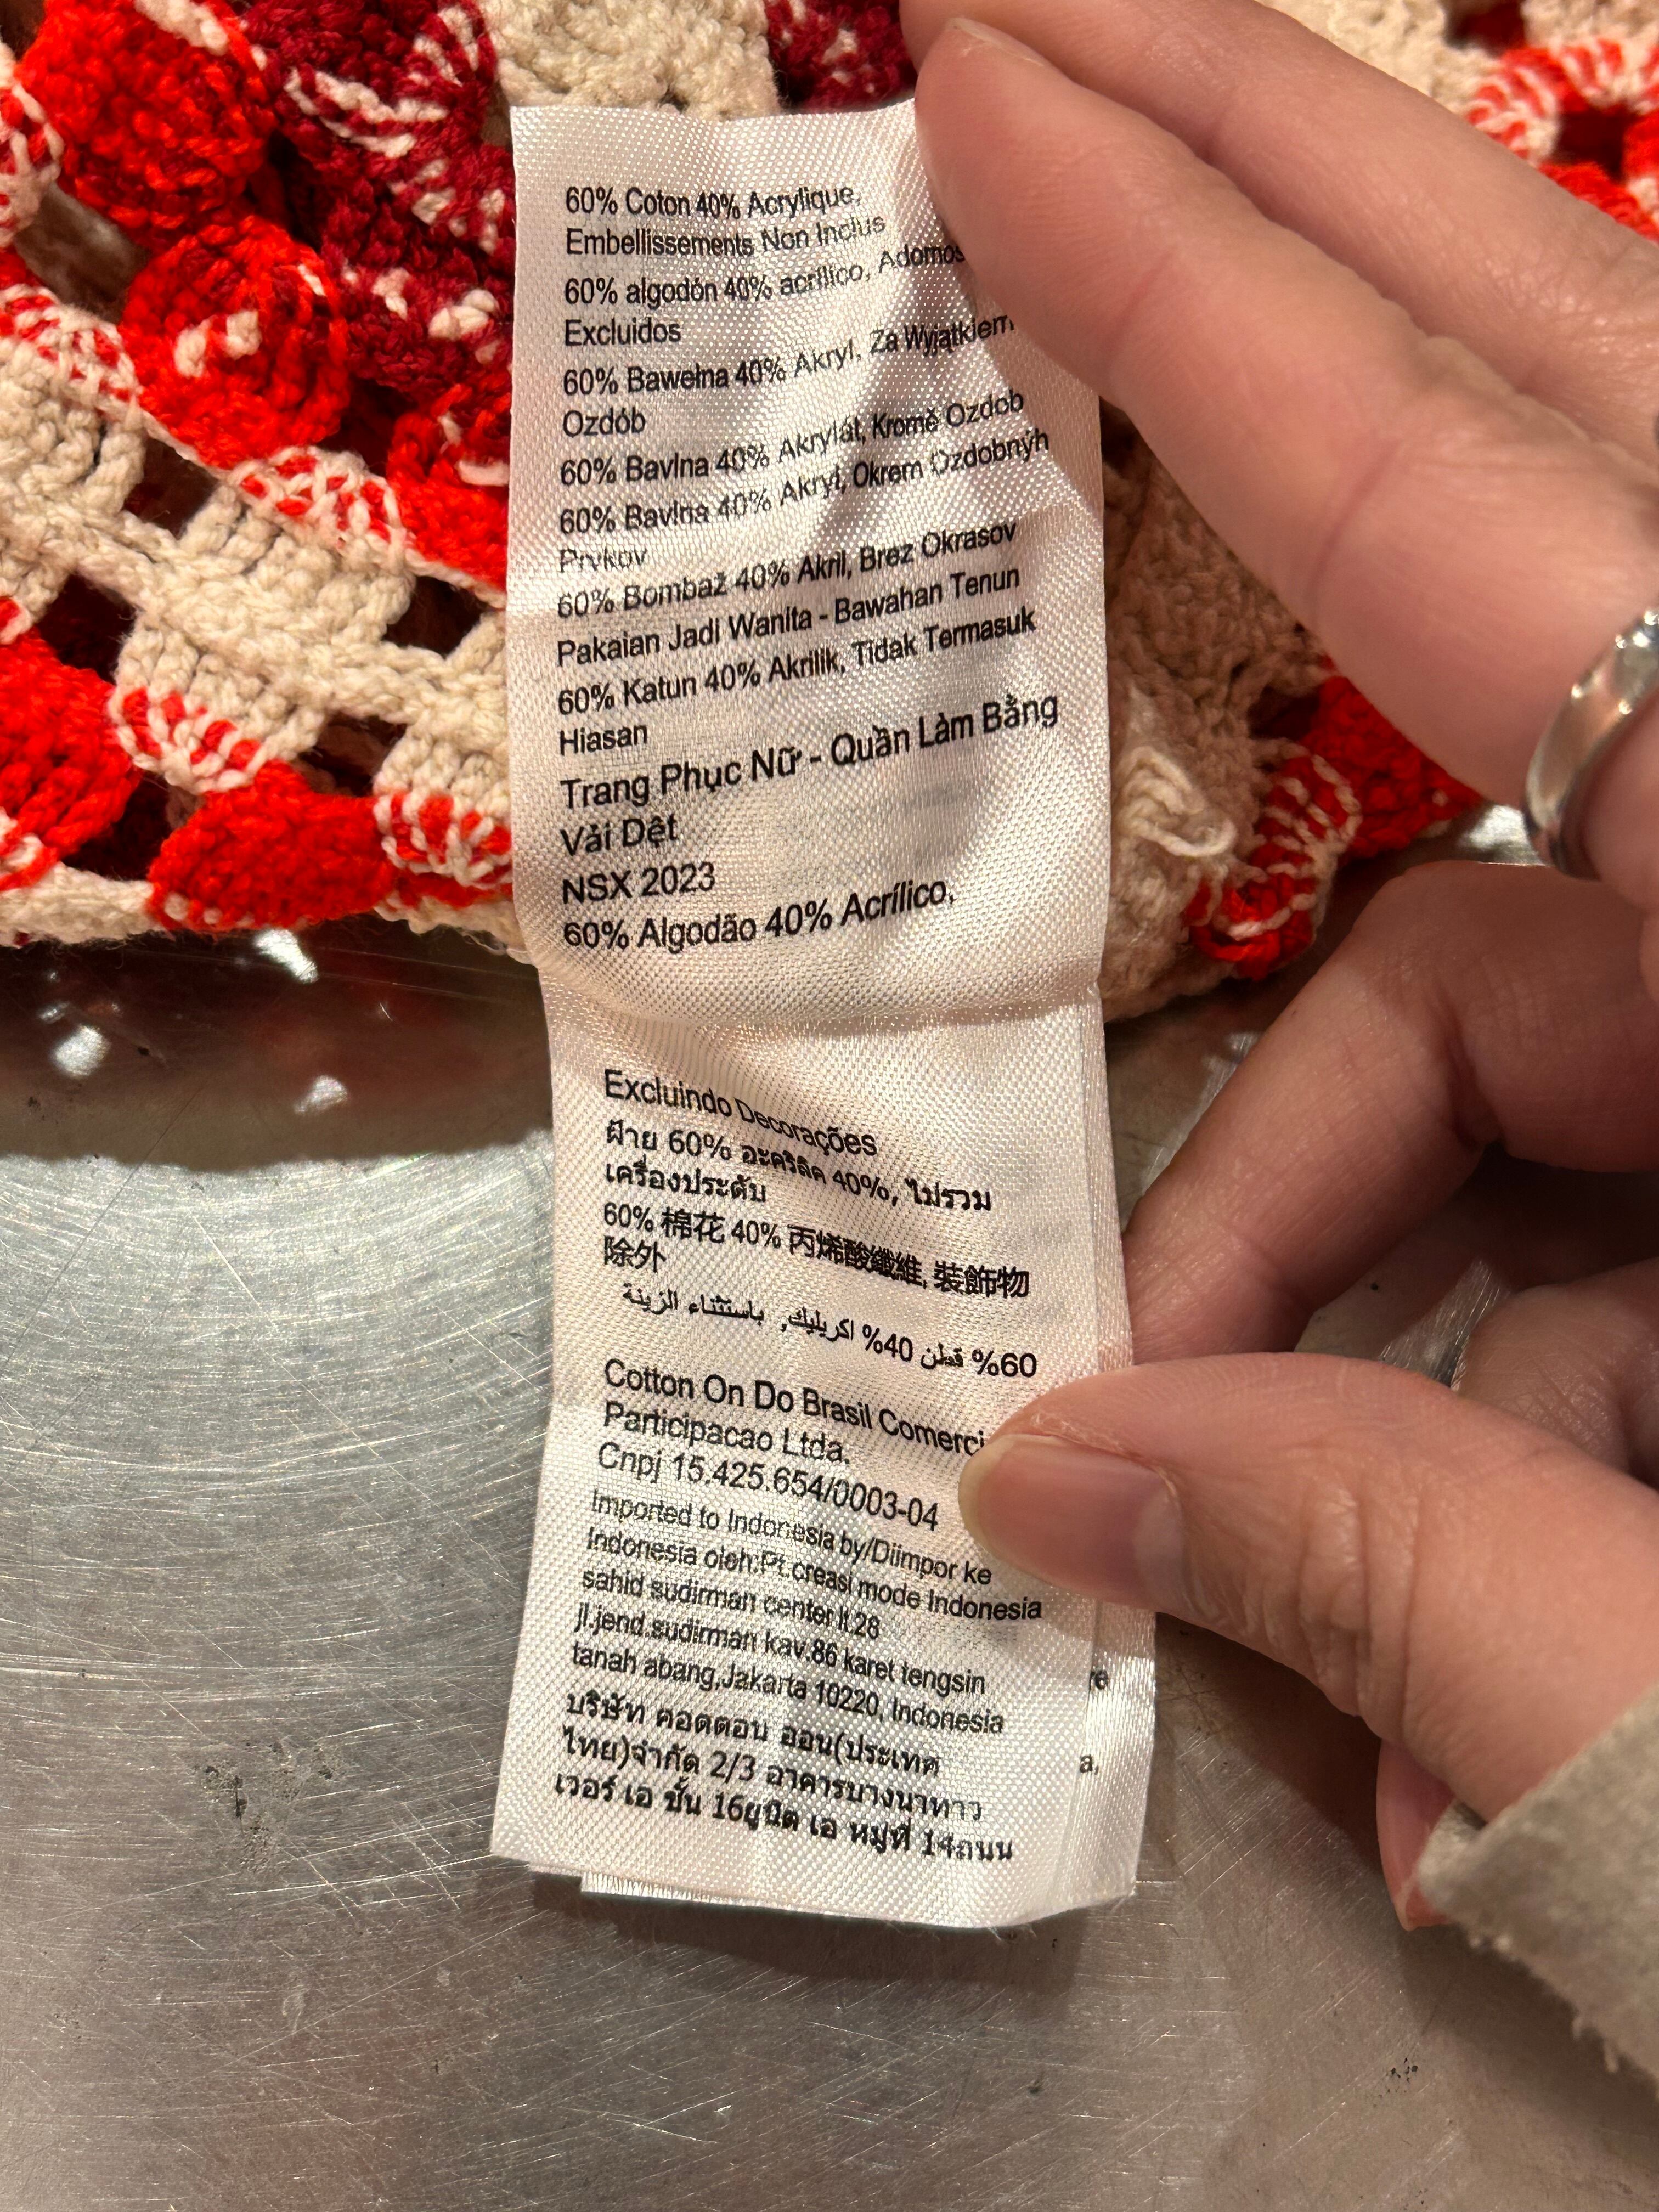 60% Coton 40% Acrylique,
Embellissements Non Inclus
60% algodón 40% acrílico, Adornos
Excluidos
60% Bawełna 40% Akryl, Za Wyjątkiem
Ozdób
60% Bavlna 40% Akrylát, Kromě Ozdob
60% Bavlna 40% Akryl, Okrem Ozdobnýh
Prvkov
60% Bombaž 40% Akril, Brez Okrasov
Pakaian Jadi Wanita - Bawahan Tenun
60% Katun 40% Akrilik, Tidak Termasuk
Hiasan
Trang Phục Nữ - Quần Làm Bằng
Vải Dệt
NSX 2023
60% Algodão 40% Acrílico,
Excluindo Decorações
ฝ้าย 60% อะคริลิค 40%, ไม่รวม
เครื่องประดับ
60% 棉花 40% 丙烯酸纖維, 裝飾物
除外
60% قطن 40% اكريليك, باستثناء الزينة
Cotton On Do Brasil Comerci
Participacao Ltda.
Cnpj 15.425.654/0003-04
Imported to Indonesia by/Diimpor ke
Indonesia oleh:Pt.creasi mode Indonesia
sahid sudirman center lt.28
jl.jend.sudirman kav.86 karet tengsin
tanah abang,Jakarta 10220, Indonesia
บริษัท คอตตอน ออน(ประเทศ
ไทย)จำกัด 2/3 อาคารบางนาทาว
เวอร์ เอ ชั้น 16ยูนิต เอ หมู่ที่ 14ถนน
re
a,